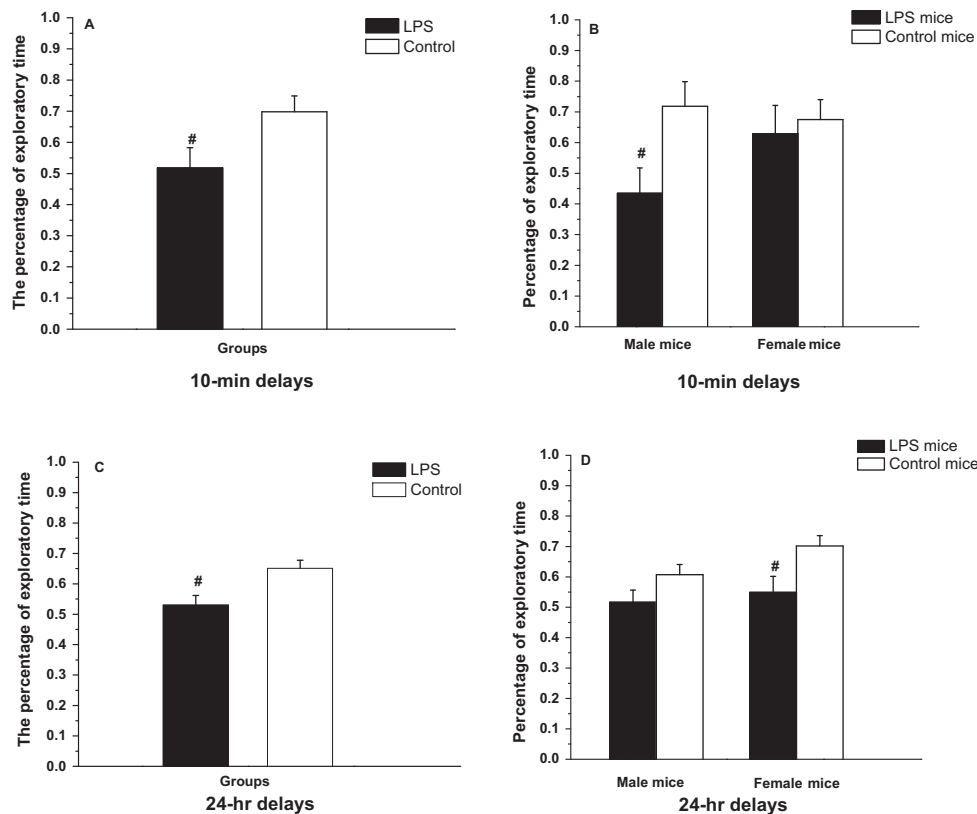 A
LPS
Control
The percentage of exploratory time
1.0
0.9
0.8
0.7
0.6
0.5
0.4
0.3
0.2
0.1
0.0
#
Groups
10-min delays
B
LPS mice
Control mice
Percentage of exploratory time
1.0
0.9
0.8
0.7
0.6
0.5
0.4
0.3
0.2
0.1
0.0
#
Male mice Female mice
10-min delays
C
LPS
Control
The percentage of exploratory time
1.0
0.9
0.8
0.7
0.6
0.5
0.4
0.3
0.2
0.1
0.0
#
Groups
24-hr delays
D
LPS mice
Control mice
Percentage of exploratory time
1.0
0.9
0.8
0.7
0.6
0.5
0.4
0.3
0.2
0.1
0.0
#
Male mice Female mice
24-hr delays